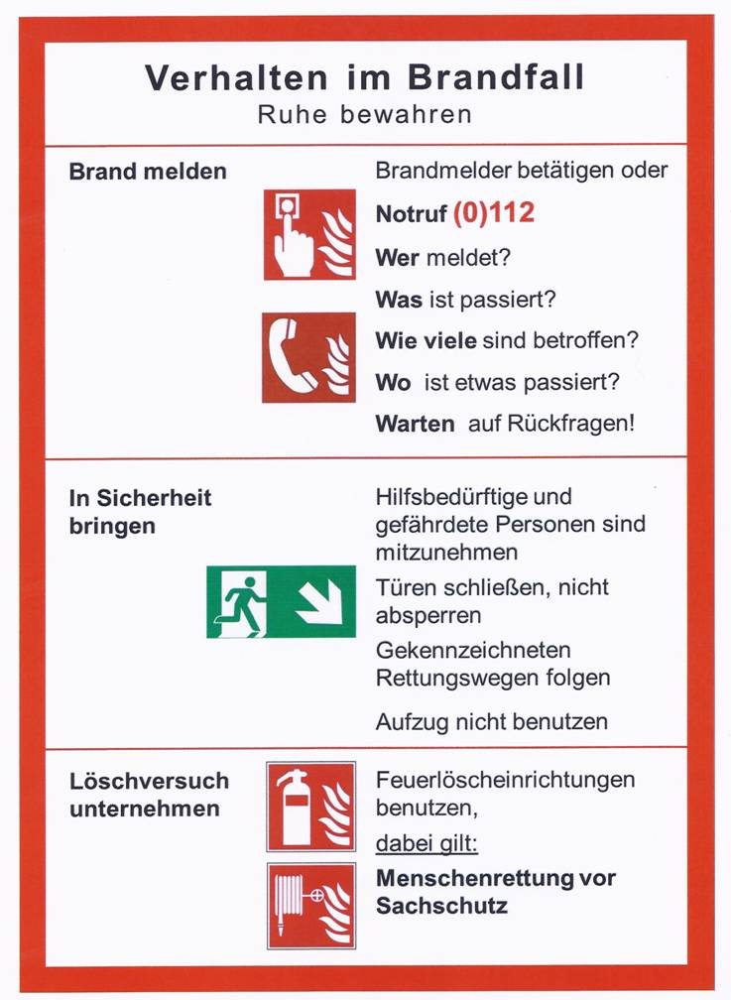 Verhalten im Brandfall
Ruhe bewahren
Brand melden
Brandmelder betätigen oder
Notruf (0)112
Wer meldet?
Was ist passiert?
Wie viele sind betroffen?
Wo ist etwas passiert?
Warten auf Rückfragen!
In Sicherheit
bringen
Hilfsbedürftige und
gefährdete Personen sind
mitzunehmen
Türen schließen, nicht
absperren
Gekennzeichneten
Rettungswegen folgen
Aufzug nicht benutzen
Löschversuch
unternehmen
Feuerlöscheinrichtungen
benutzen,
dabei gilt:
Menschenrettung vor
Sachschutz